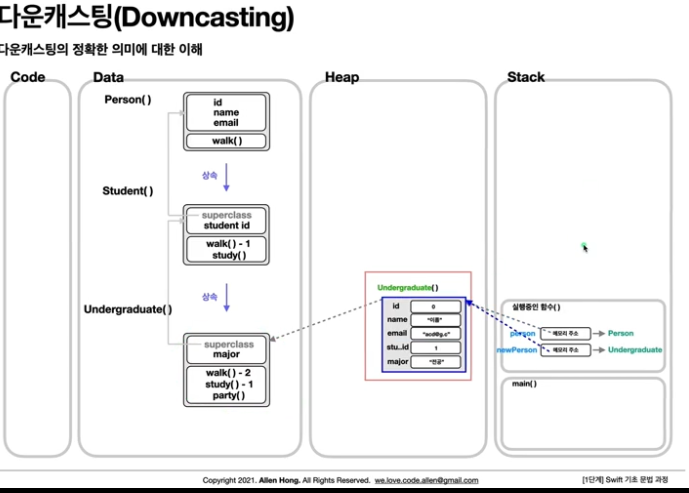 다운캐스팅(Downcasting)
다운캐스팅의 정확한 의미에 대한 이해
Code
Data
Heap
Stack
Person( )
id
name
email
walk( )
상속
Student( )
superclass
student id
walk( ) - 1
study( )
상속
Undergraduate( )
superclass
major
walk( ) - 2
study( ) - 1
party( )
Undergraduate( )
id 0
name "이름"
email
stu..id 1
major "전공"
실행중인 함수( )
person 메모리 주소 Person
newPerson 메모리 주소 Undergraduate
main( )
Copyright 2021. Allen Hong. All Rights Reserved. we.love.code.allen@gmail.com
[1단계] Swift 기초 문법 과정